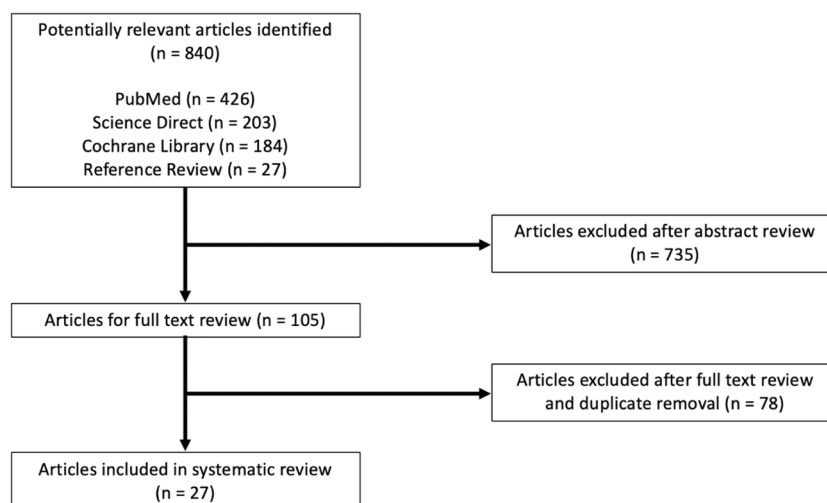 Potentially relevant articles identified
(n = 840)
PubMed (n = 426)
Science Direct (n = 203)
Cochrane Library (n = 184)
Reference Review (n = 27)
Articles excluded after abstract review
(n = 735)
Articles for full text review (n = 105)
Articles excluded after full text review
and duplicate removal (n = 78)
Articles included in systematic review
(n = 27)